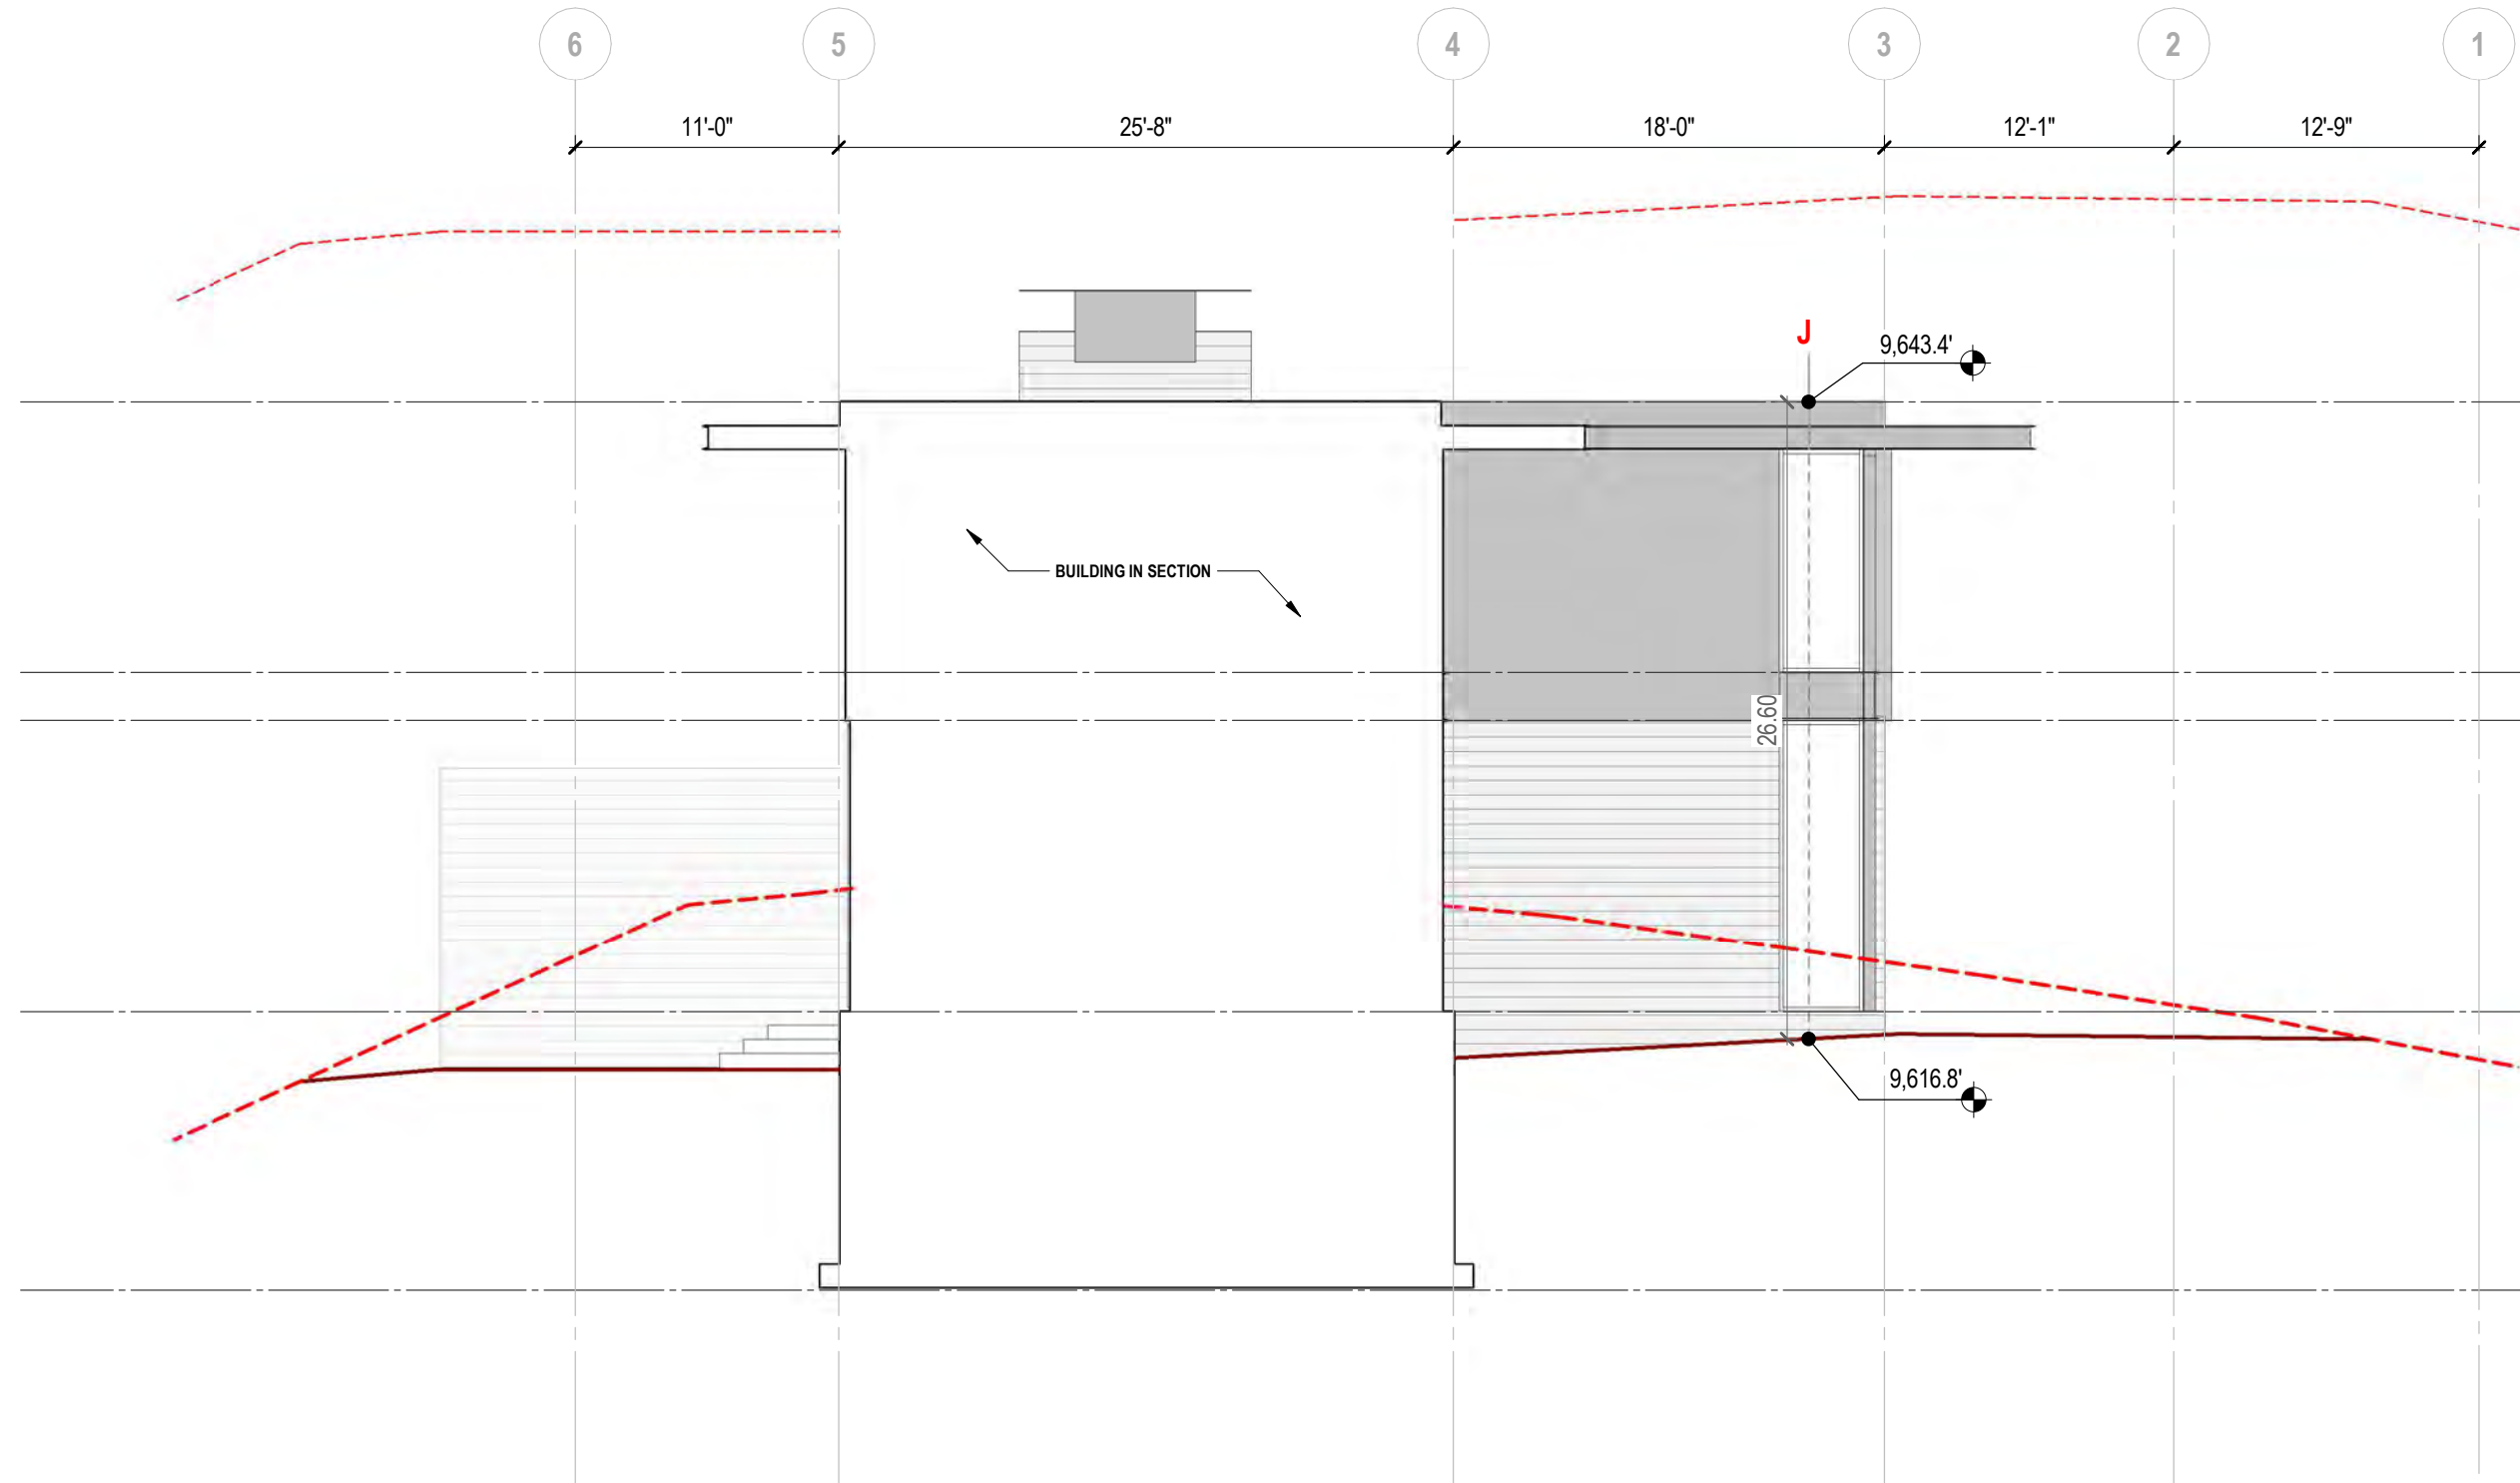 6 5 4 3 2 1
11'-0" 25'-8" 18'-0" 12'-1" 12'-9"
J
9,643.4'
BUILDING IN SECTION
26.60
9,616.8'